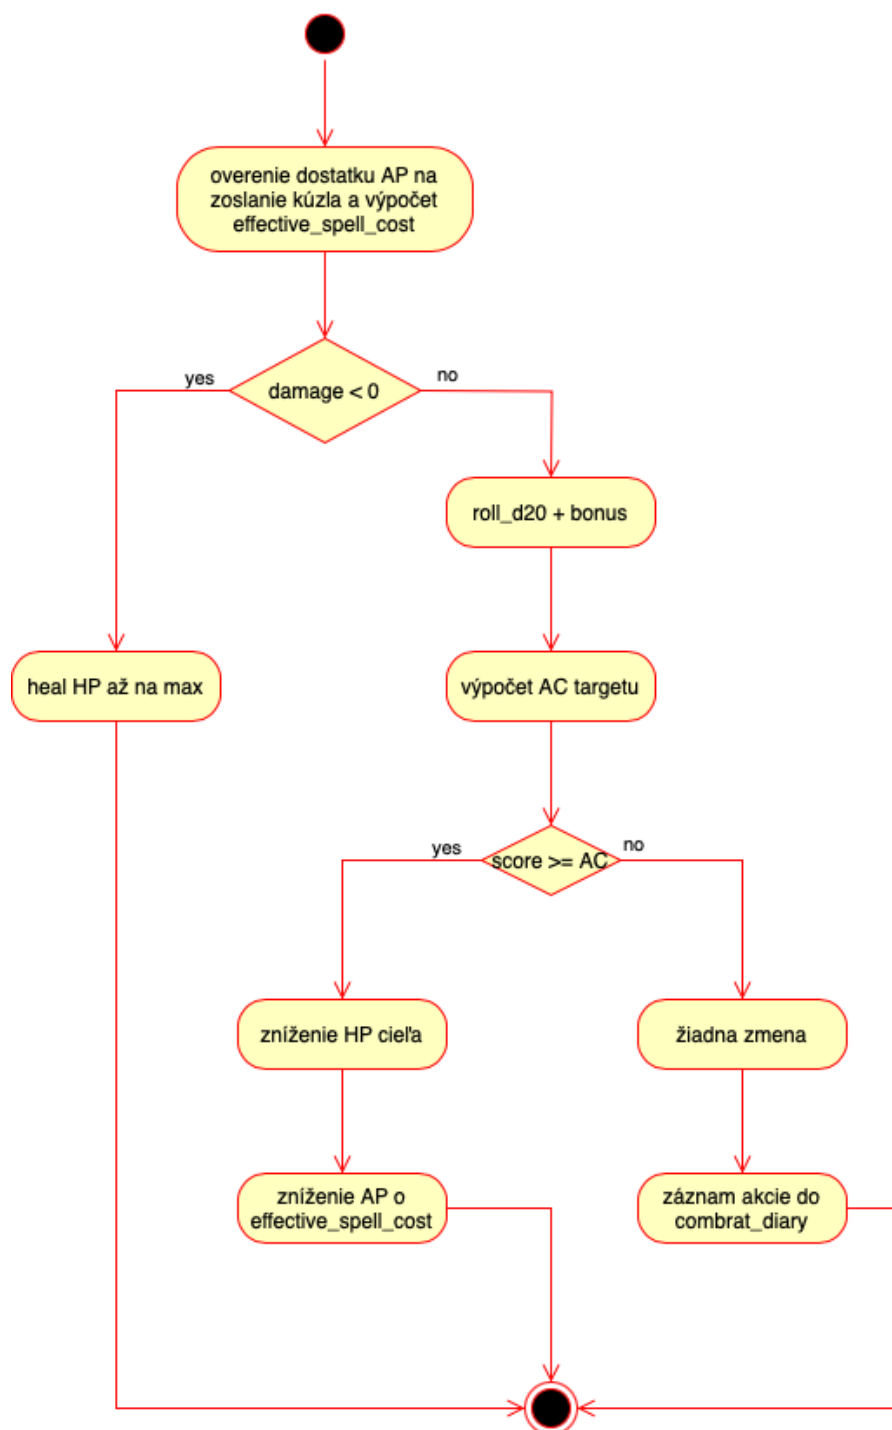 overenie dostatku AP na
zoslanie kúzla a výpočet
effective_spell_cost
yes
damage < 0
no
roll_d20 + bonus
heal HP až na max
výpočet AC targetu
yes
score >= AC
no
zníženie HP cieľa
žiadna zmena
zníženie AP o
effective_spell_cost
záznam akcie do
combrat_diary